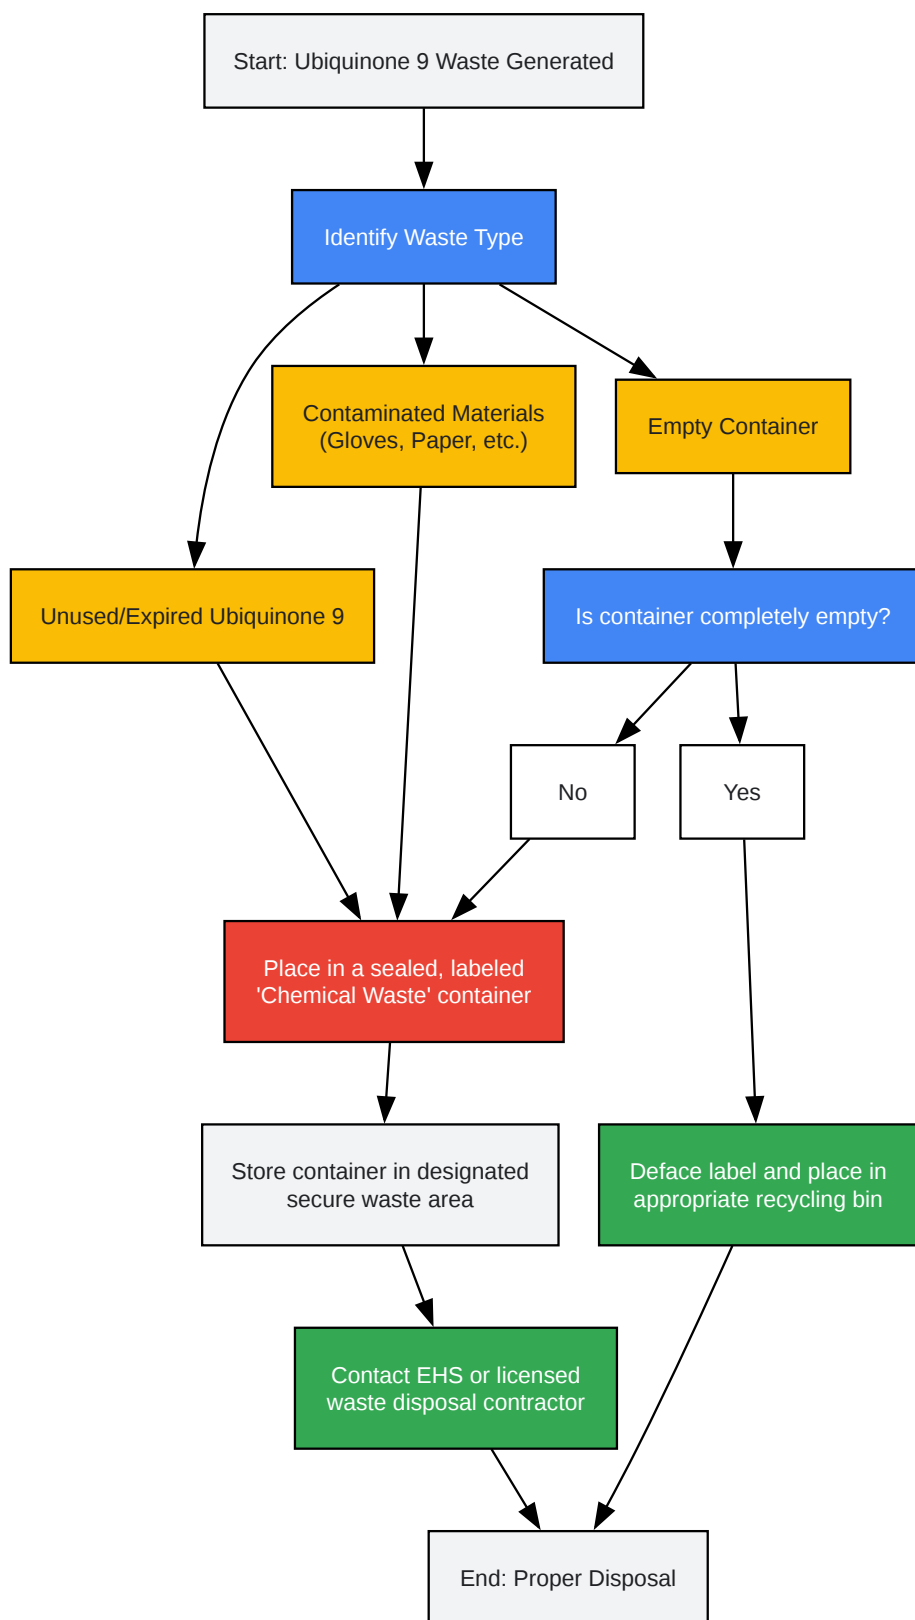 Start: Ubiquinone 9 Waste Generated
Identify Waste Type
Contaminated Materials
(Gloves, Paper, etc.)
Empty Container
Unused/Expired Ubiquinone 9
Is container completely empty?
No
Yes
Place in a sealed, labeled
'Chemical Waste' container
Store container in designated
secure waste area
Deface label and place in
appropriate recycling bin
Contact EHS or licensed
waste disposal contractor
End: Proper Disposal